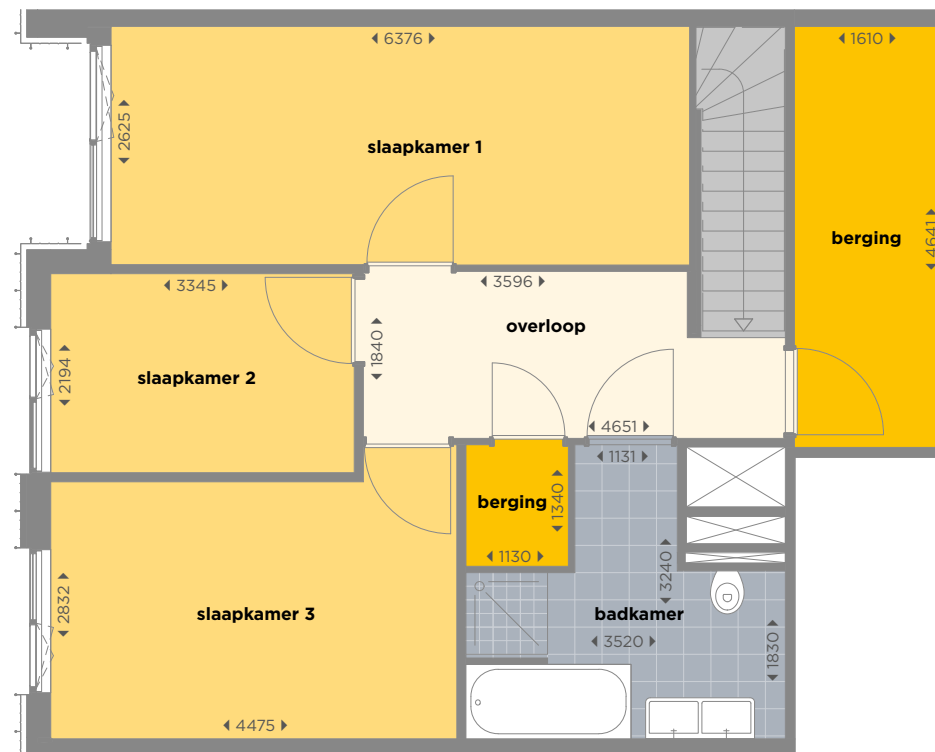 6376
1610
2625
slaapkamer 1
berging
4641
3345
3596
overloop
1840
2194
slaapkamer 2
4651
1131
berging
1340
1130
3240
2832
slaapkamer 3
badkamer
3520
1830
4475